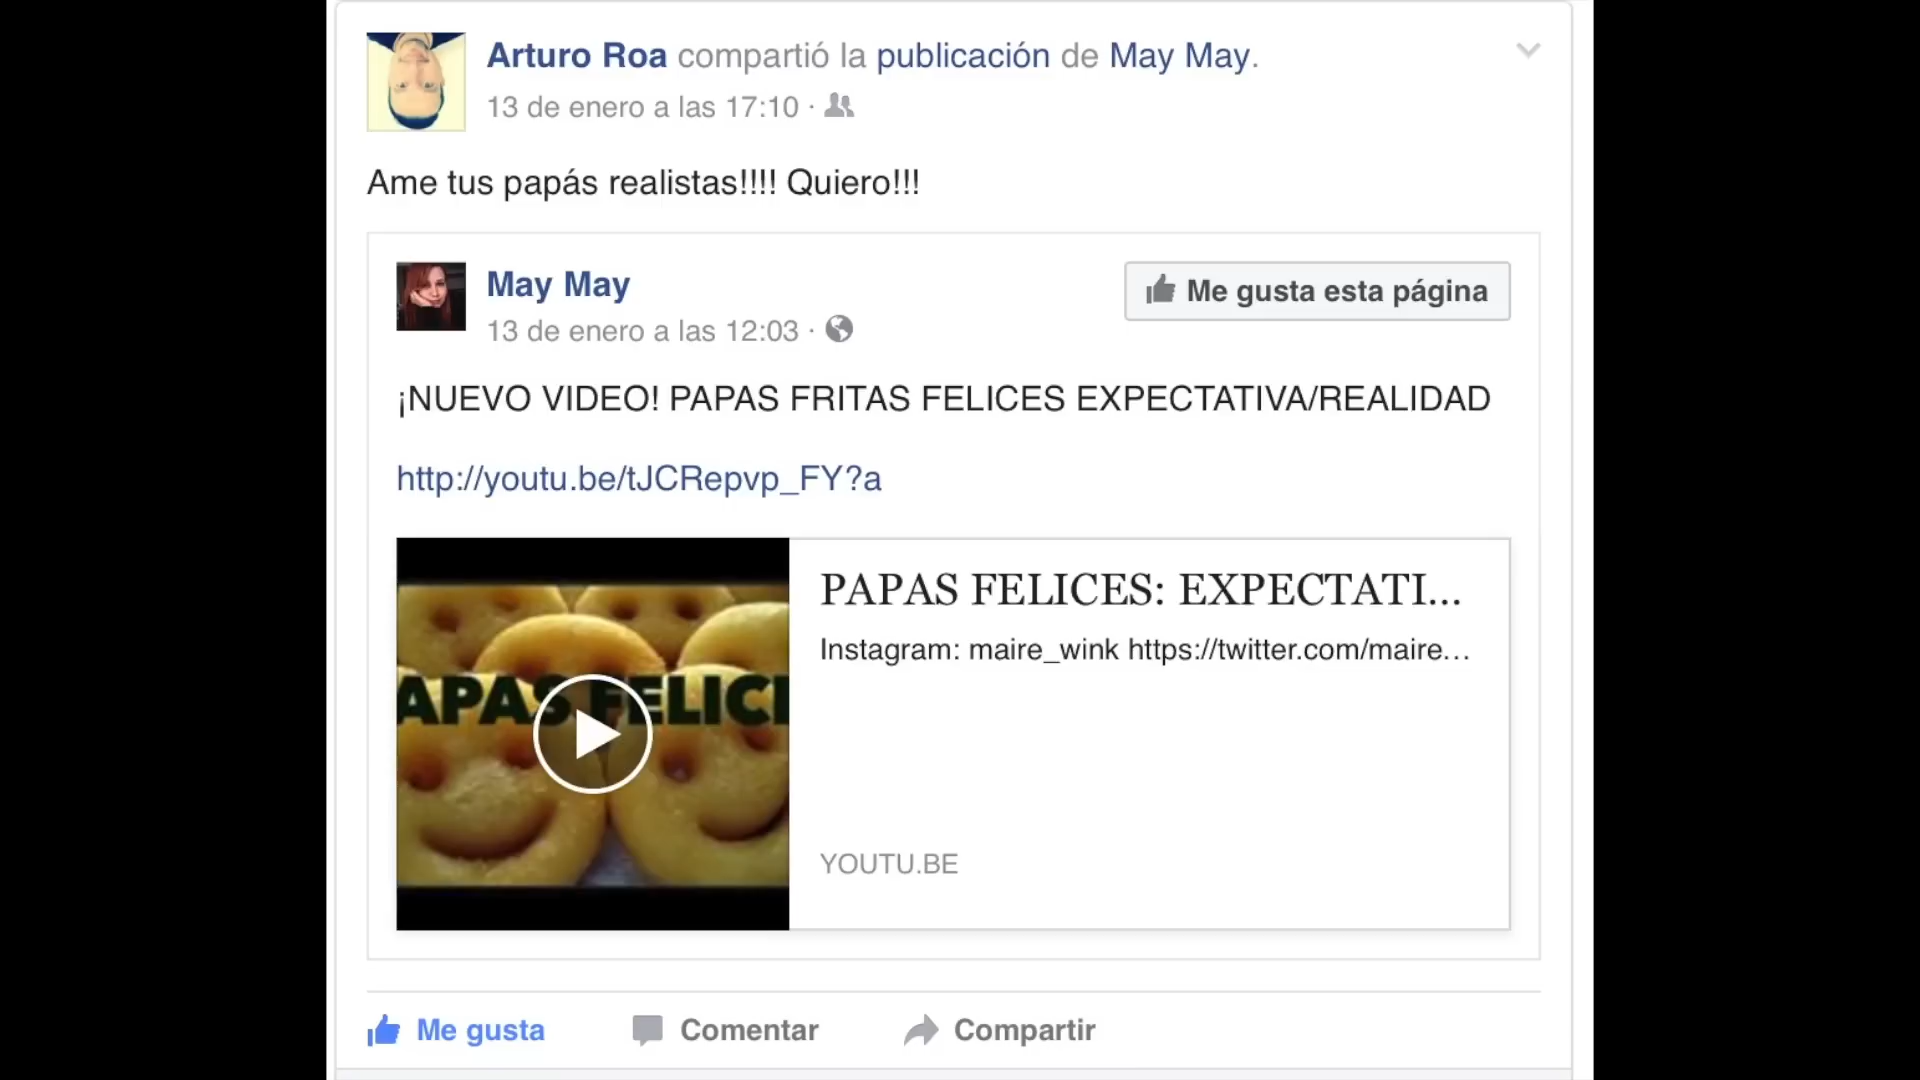 Arturo Roa compartió la publicación de May May.
13 de enero a las 17:10 ·
Ame tus papás realistas!!!! Quiero!!!
May May
Me gusta esta página
13 de enero a las 12:03 ·
¡NUEVO VIDEO! PAPAS FRITAS FELICES EXPECTATIVA/REALIDAD
http://youtu.be/tJCRepvp_FY?a
APAS FELICE
PAPAS FELICES: EXPECTATI...
Instagram: maire_wink https://twitter.com/maire...
YOUTU.BE
Me gusta
Comentar
Compartir